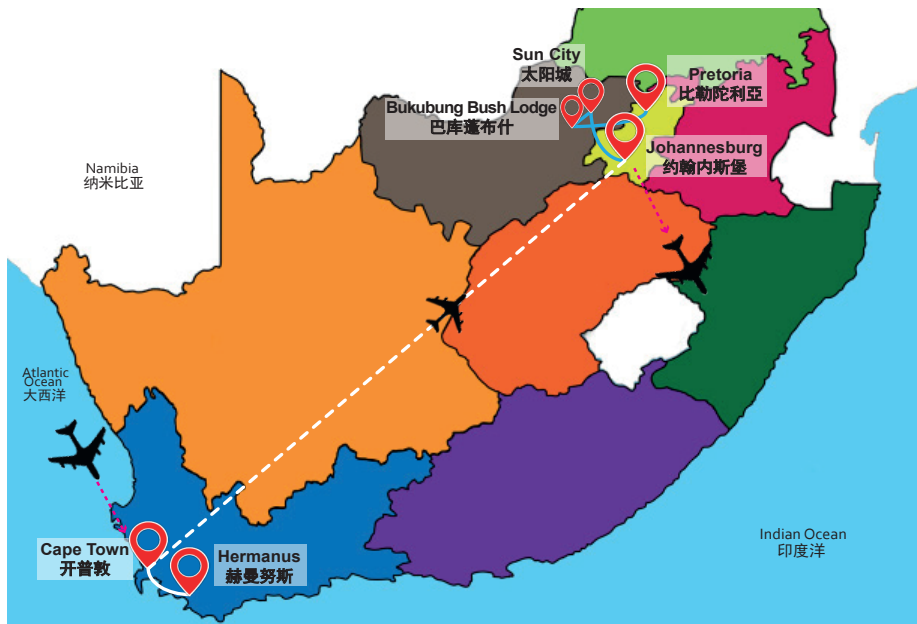 Sun City
太阳城
Pretoria
比勒陀利亞
Bukubung Bush Lodge
巴库蓬布什
Johannesburg
约翰内斯堡
Namibia
纳米比亚
Atlantic
Ocean
大西洋
Cape Town
开普敦
Hermanus
赫曼努斯
Indian Ocean
印度洋